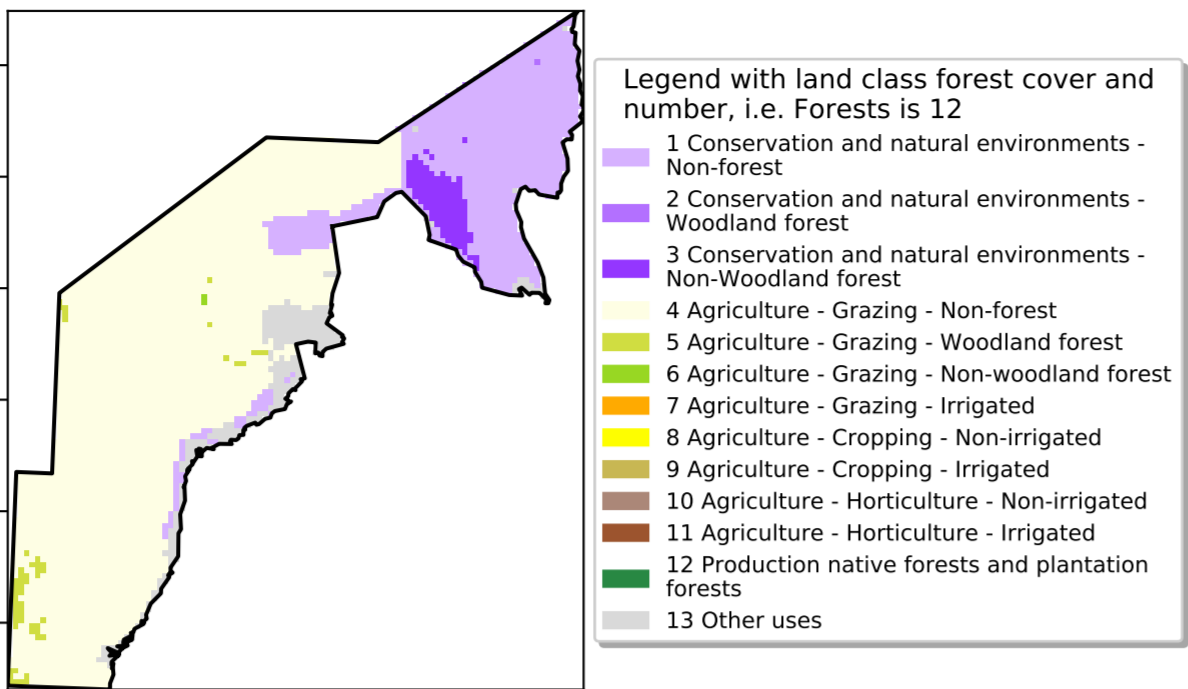 Legend with land class forest cover and
number, i.e. Forests is 12
1 Conservation and natural environments -
Non-forest
2 Conservation and natural environments -
Woodland forest
3 Conservation and natural environments -
Non-Woodland forest
4 Agriculture - Grazing - Non-forest
5 Agriculture - Grazing - Woodland forest
6 Agriculture - Grazing - Non-woodland forest
7 Agriculture - Grazing - Irrigated
8 Agriculture - Cropping - Non-irrigated
9 Agriculture - Cropping - Irrigated
10 Agriculture - Horticulture - Non-irrigated
11 Agriculture - Horticulture - Irrigated
12 Production native forests and plantation
forests
13 Other uses